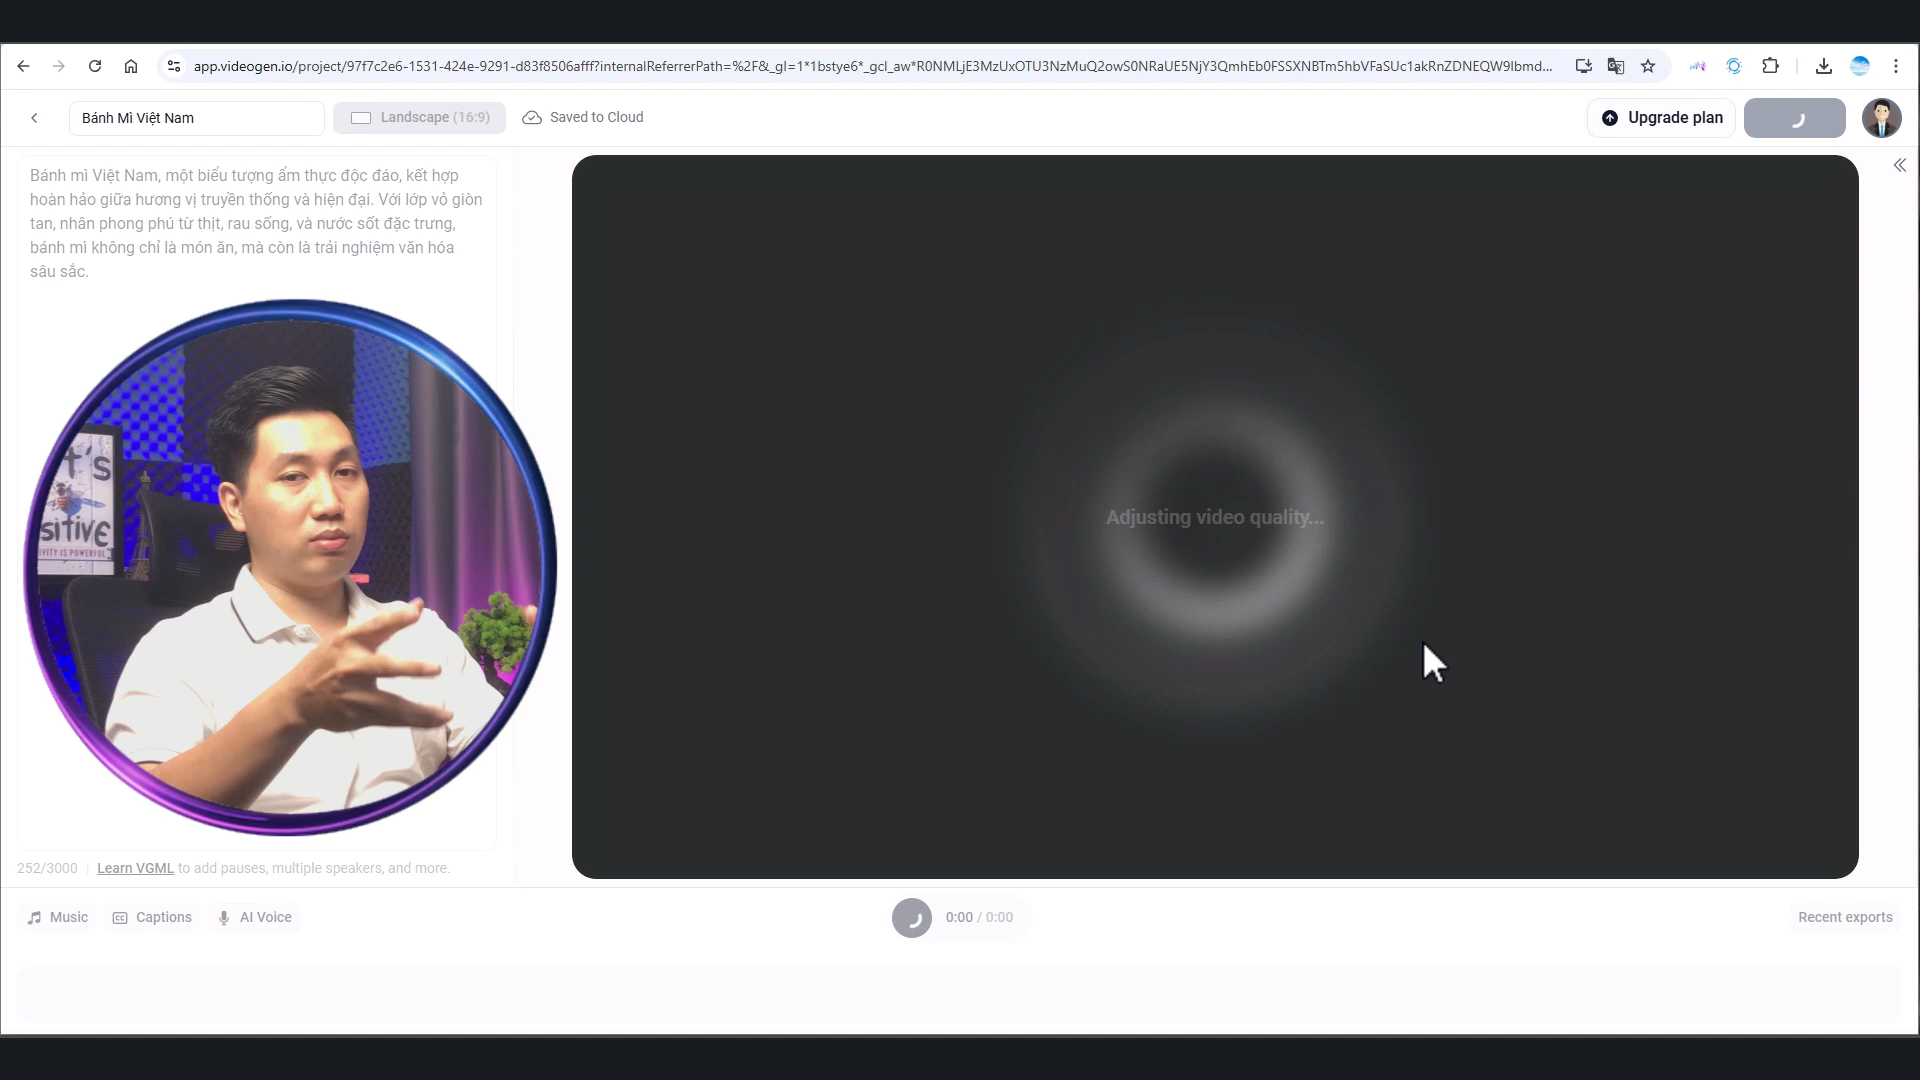 app.videogen.io/project/97f7c2e6-1531-424e-9291-d83f8506afff?internalReferrerPath=%2F&_gl=1*1bstye6*_gcl_aw*R0NMLjE3MzUxOTU3NzMuQ2owS0NRaUE5NjY3QmhEb0FSSXNBTm5hbVFaSUc1akRnZDNEQW9Ibmd...
Bánh Mì Việt Nam
Landscape (16:9)
Saved to Cloud
Upgrade plan
Bánh mì Việt Nam, một biểu tượng ẩm thực độc đáo, kết hợp
hoàn hảo giữa hương vị truyền thống và hiện đại. Với lớp vỏ giòn
tan, nhân phong phú từ thịt, rau sống, và nước sốt đặc trưng,
bánh mì không chỉ là món ăn, mà còn là trải nghiệm văn hóa
sâu sắc.
t's
SITIVE
IVITY IS POWERFUL
Adjusting video quality...
252/3000 | Learn VGML to add pauses, multiple speakers, and more.
Music
CC Captions
AI Voice
0:00 / 0:00
Recent exports